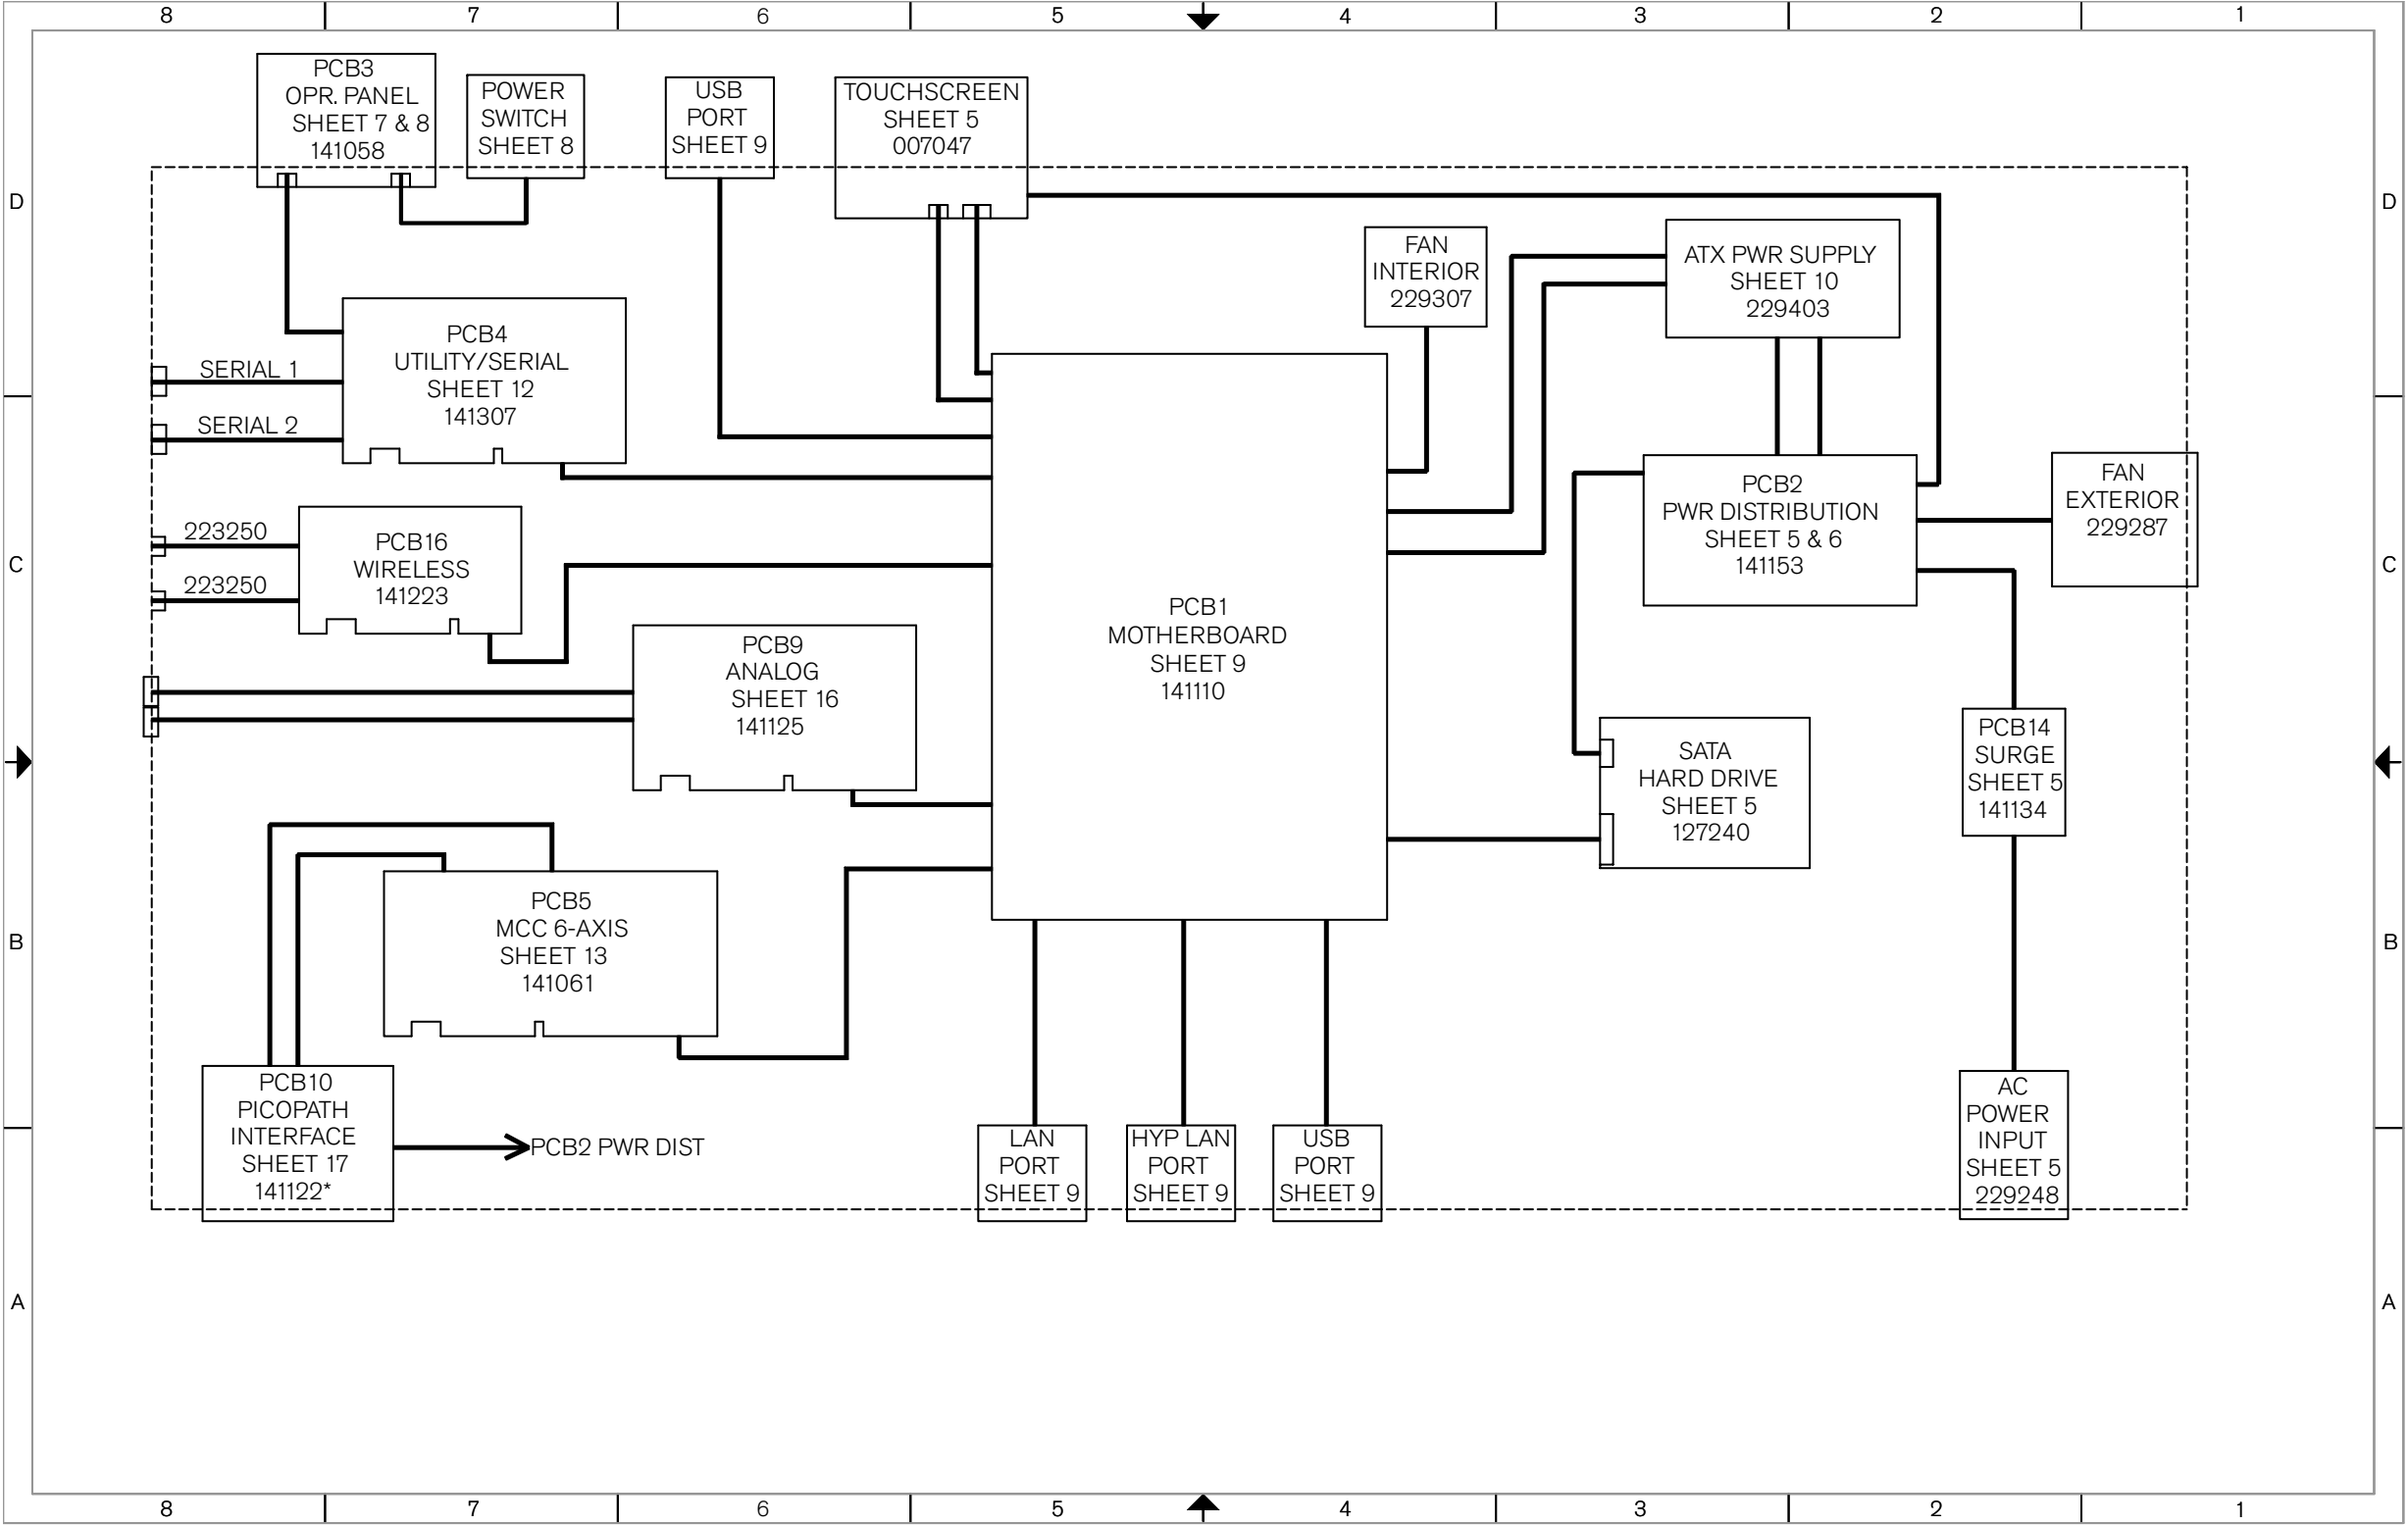 8 7 6 5 4 3 2 1
PCB3
OPR. PANEL
SHEET 7 & 8
141058
POWER
SWITCH
SHEET 8
USB
PORT
SHEET 9
TOUCHSCREEN
SHEET 5
007047
D
D
FAN
INTERIOR
229307
ATX PWR SUPPLY
SHEET 10
229403
PCB4
UTILITY/SERIAL
SHEET 12
141307
SERIAL 1
SERIAL 2
PCB2
PWR DISTRIBUTION
SHEET 5 & 6
141153
FAN
EXTERIOR
229287
223250
223250
PCB16
WIRELESS
141223
C
C
PCB1
MOTHERBOARD
SHEET 9
141110
PCB9
ANALOG
SHEET 16
141125
SATA
HARD DRIVE
SHEET 5
127240
PCB14
SURGE
SHEET 5
141134
PCB5
MCC 6-AXIS
SHEET 13
141061
B
B
PCB10
PICOPATH
INTERFACE
SHEET 17
141122*
PCB2 PWR DIST
LAN
PORT
SHEET 9
HYP LAN
PORT
SHEET 9
USB
PORT
SHEET 9
AC
POWER
INPUT
SHEET 5
229248
A
A
8 7 6 5 4 3 2 1